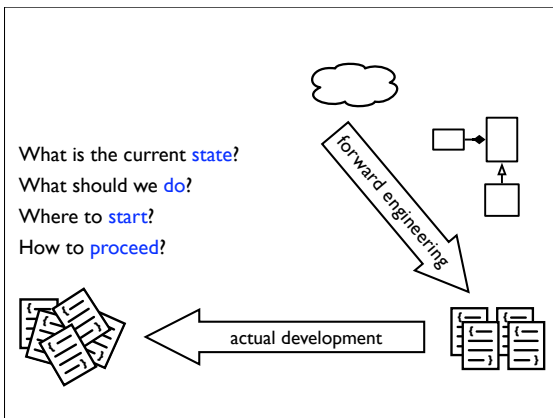 What is the current state?
What should we do?
Where to start?
How to proceed?
forward engineering
actual development
{
}
{
}
{
}
{
}
{
}
{
}
{
}
{
}